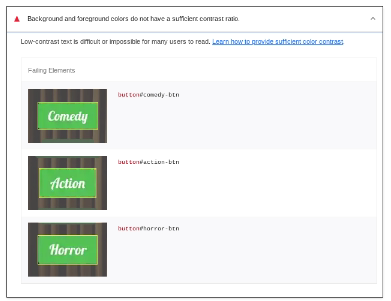 Background and foreground colors do not have a sufficient contrast ratio.
Low-contrast text is difficult or impossible for many users to read. Learn how to provide sufficient color contrast.
Failing Elements
Comedy
button#comedy-btn
Action
button#action-btn
Horror
button#horror-btn